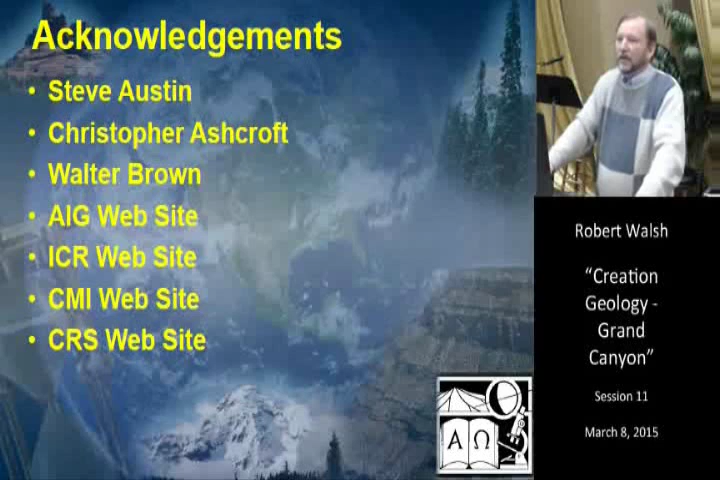 Acknowledgements
• Steve Austin
• Christopher Ashcroft
• Walter Brown
• AIG Web Site
• ICR Web Site
• CMI Web Site
• CRS Web Site
Α Ω
Robert Walsh
“Creation
Geology -
Grand
Canyon”
Session 11
March 8, 2015